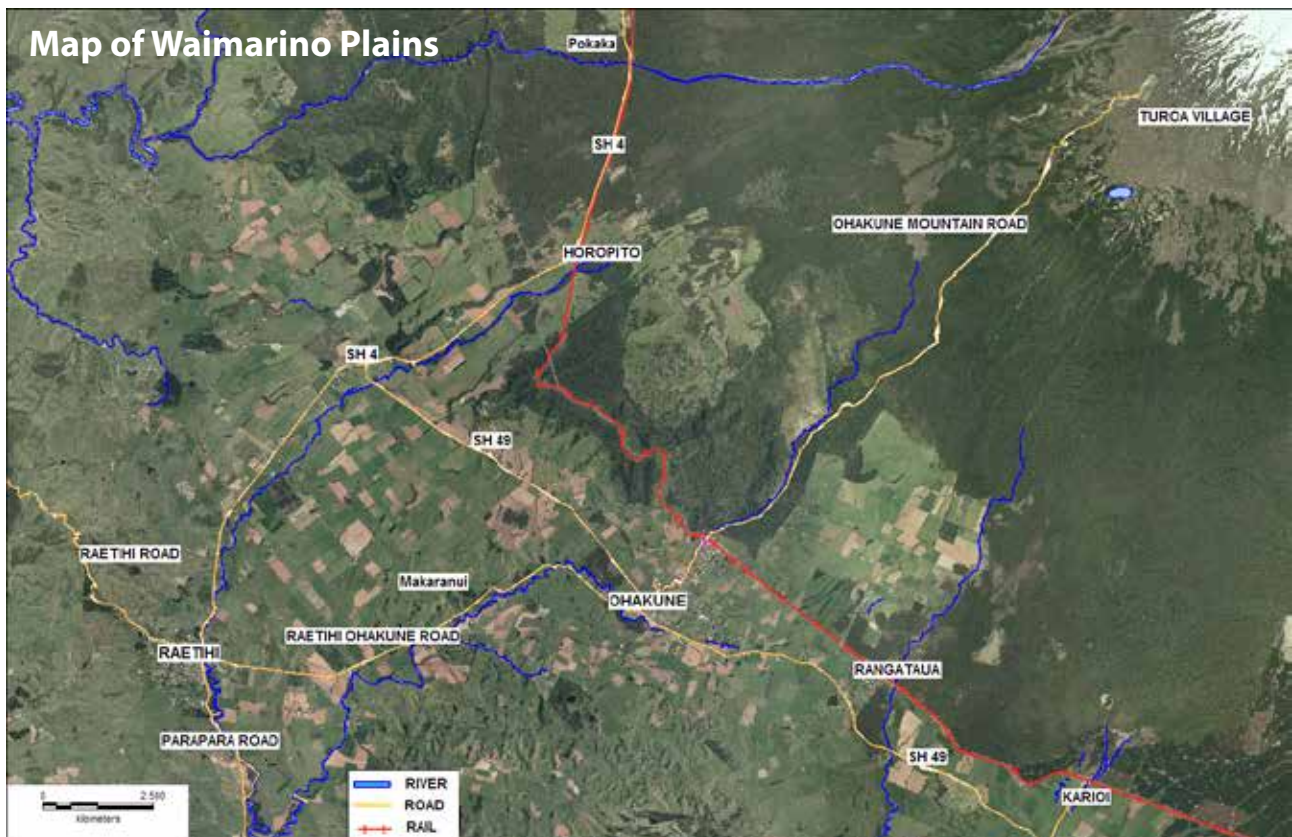 Map of Waimarino Plains
Pokaka
TUROA VILLAGE
SH 4
OHAKUNE MOUNTAIN ROAD
HOROPITO
SH 4
SH 49
RAETIHI ROAD
Makaranui
OHAKUNE
RAETIHI OHAKUNE ROAD
RAETIHI
RANGATAUA
PARAPARA ROAD
SH 49
KARIOI
0 2.500
kilometers
RIVER
ROAD
RAIL